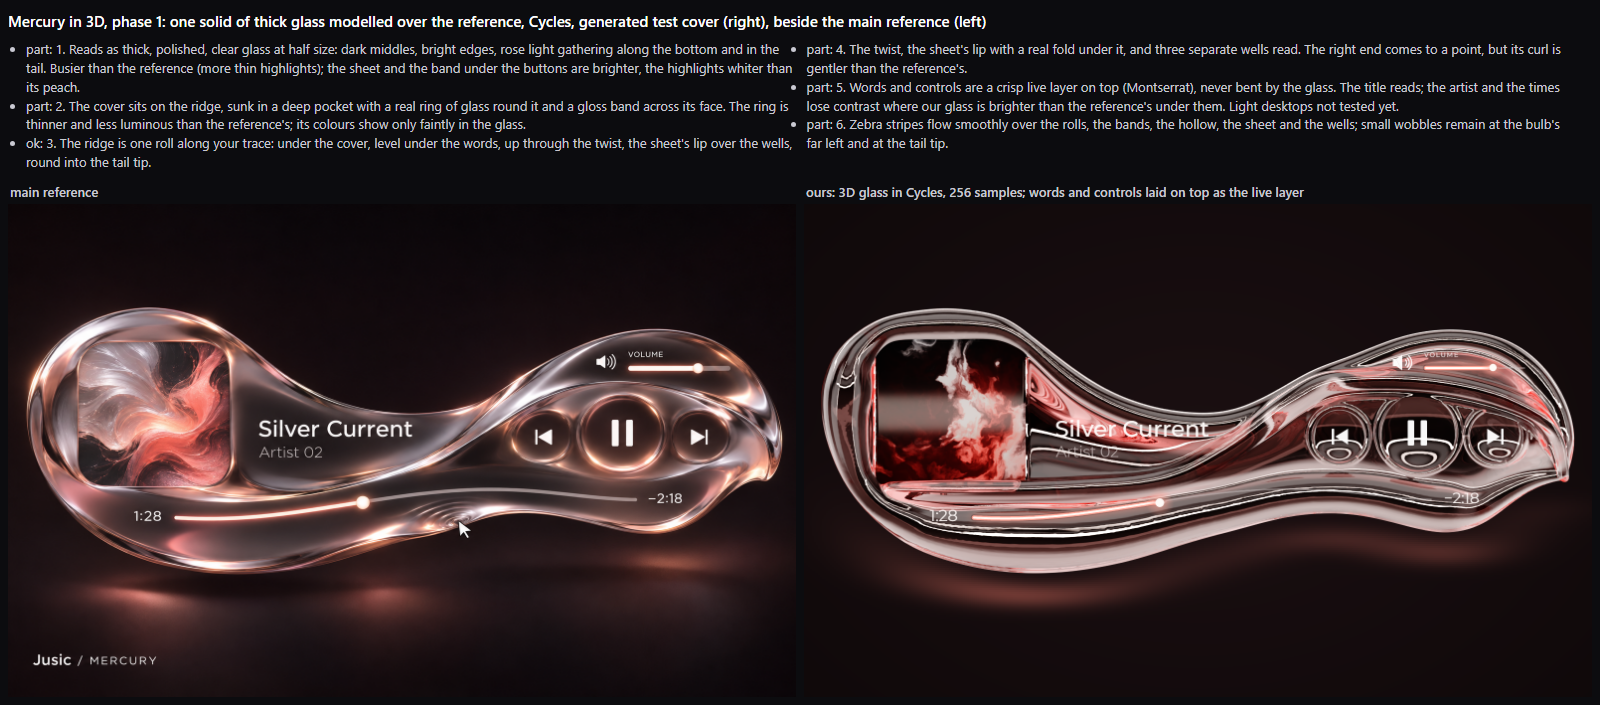 Mercury in 3D, phase 1: one solid of thick glass modelled over the reference, Cycles, generated test cover (right), beside the main reference (left)
• part: 1. Reads as thick, polished, clear glass at half size: dark middles, bright edges, rose light gathering along the bottom and in the
tail. Busier than the reference (more thin highlights); the sheet and the band under the buttons are brighter, the highlights whiter than
its peach.
• part: 2. The cover sits on the ridge, sunk in a deep pocket with a real ring of glass round it and a gloss band across its face. The ring is
thinner and less luminous than the reference's; its colours show only faintly in the glass.
• ok: 3. The ridge is one roll along your trace: under the cover, level under the words, up through the twist, the sheet's lip over the wells,
round into the tail tip.
• part: 4. The twist, the sheet's lip with a real fold under it, and three separate wells read. The right end comes to a point, but its curl is
gentler than the reference's.
• part: 5. Words and controls are a crisp live layer on top (Montserrat), never bent by the glass. The title reads; the artist and the times
lose contrast where our glass is brighter than the reference's under them. Light desktops not tested yet.
• part: 6. Zebra stripes flow smoothly over the rolls, the bands, the hollow, the sheet and the wells; small wobbles remain at the bulb's
far left and at the tail tip.
main reference
VOLUME
Silver Current
Artist 02
1:28
−2:18
Jusic / MERCURY
ours: 3D glass in Cycles, 256 samples; words and controls laid on top as the live layer
VOLUME
Silver Current
Artist 02
1:28
−2:18